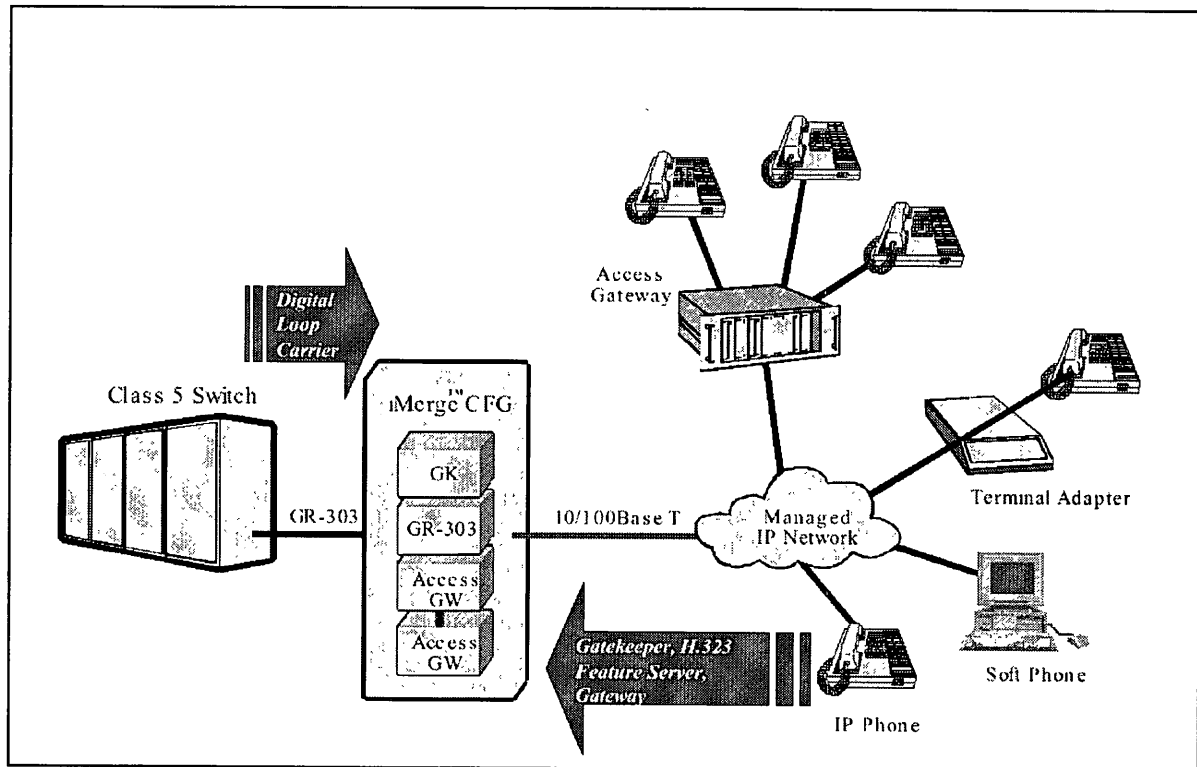 Access
Gateway
Digital
Loop
Carrier
Class 5 Switch
iMerge™ CFG
GK
GR-303
GR-303
10/100Base T
Access
GW
Access
GW
Managed
IP Network
Terminal Adapter
Gatekeeper, H.323
Feature Server,
Gateway
Soft Phone
IP Phone